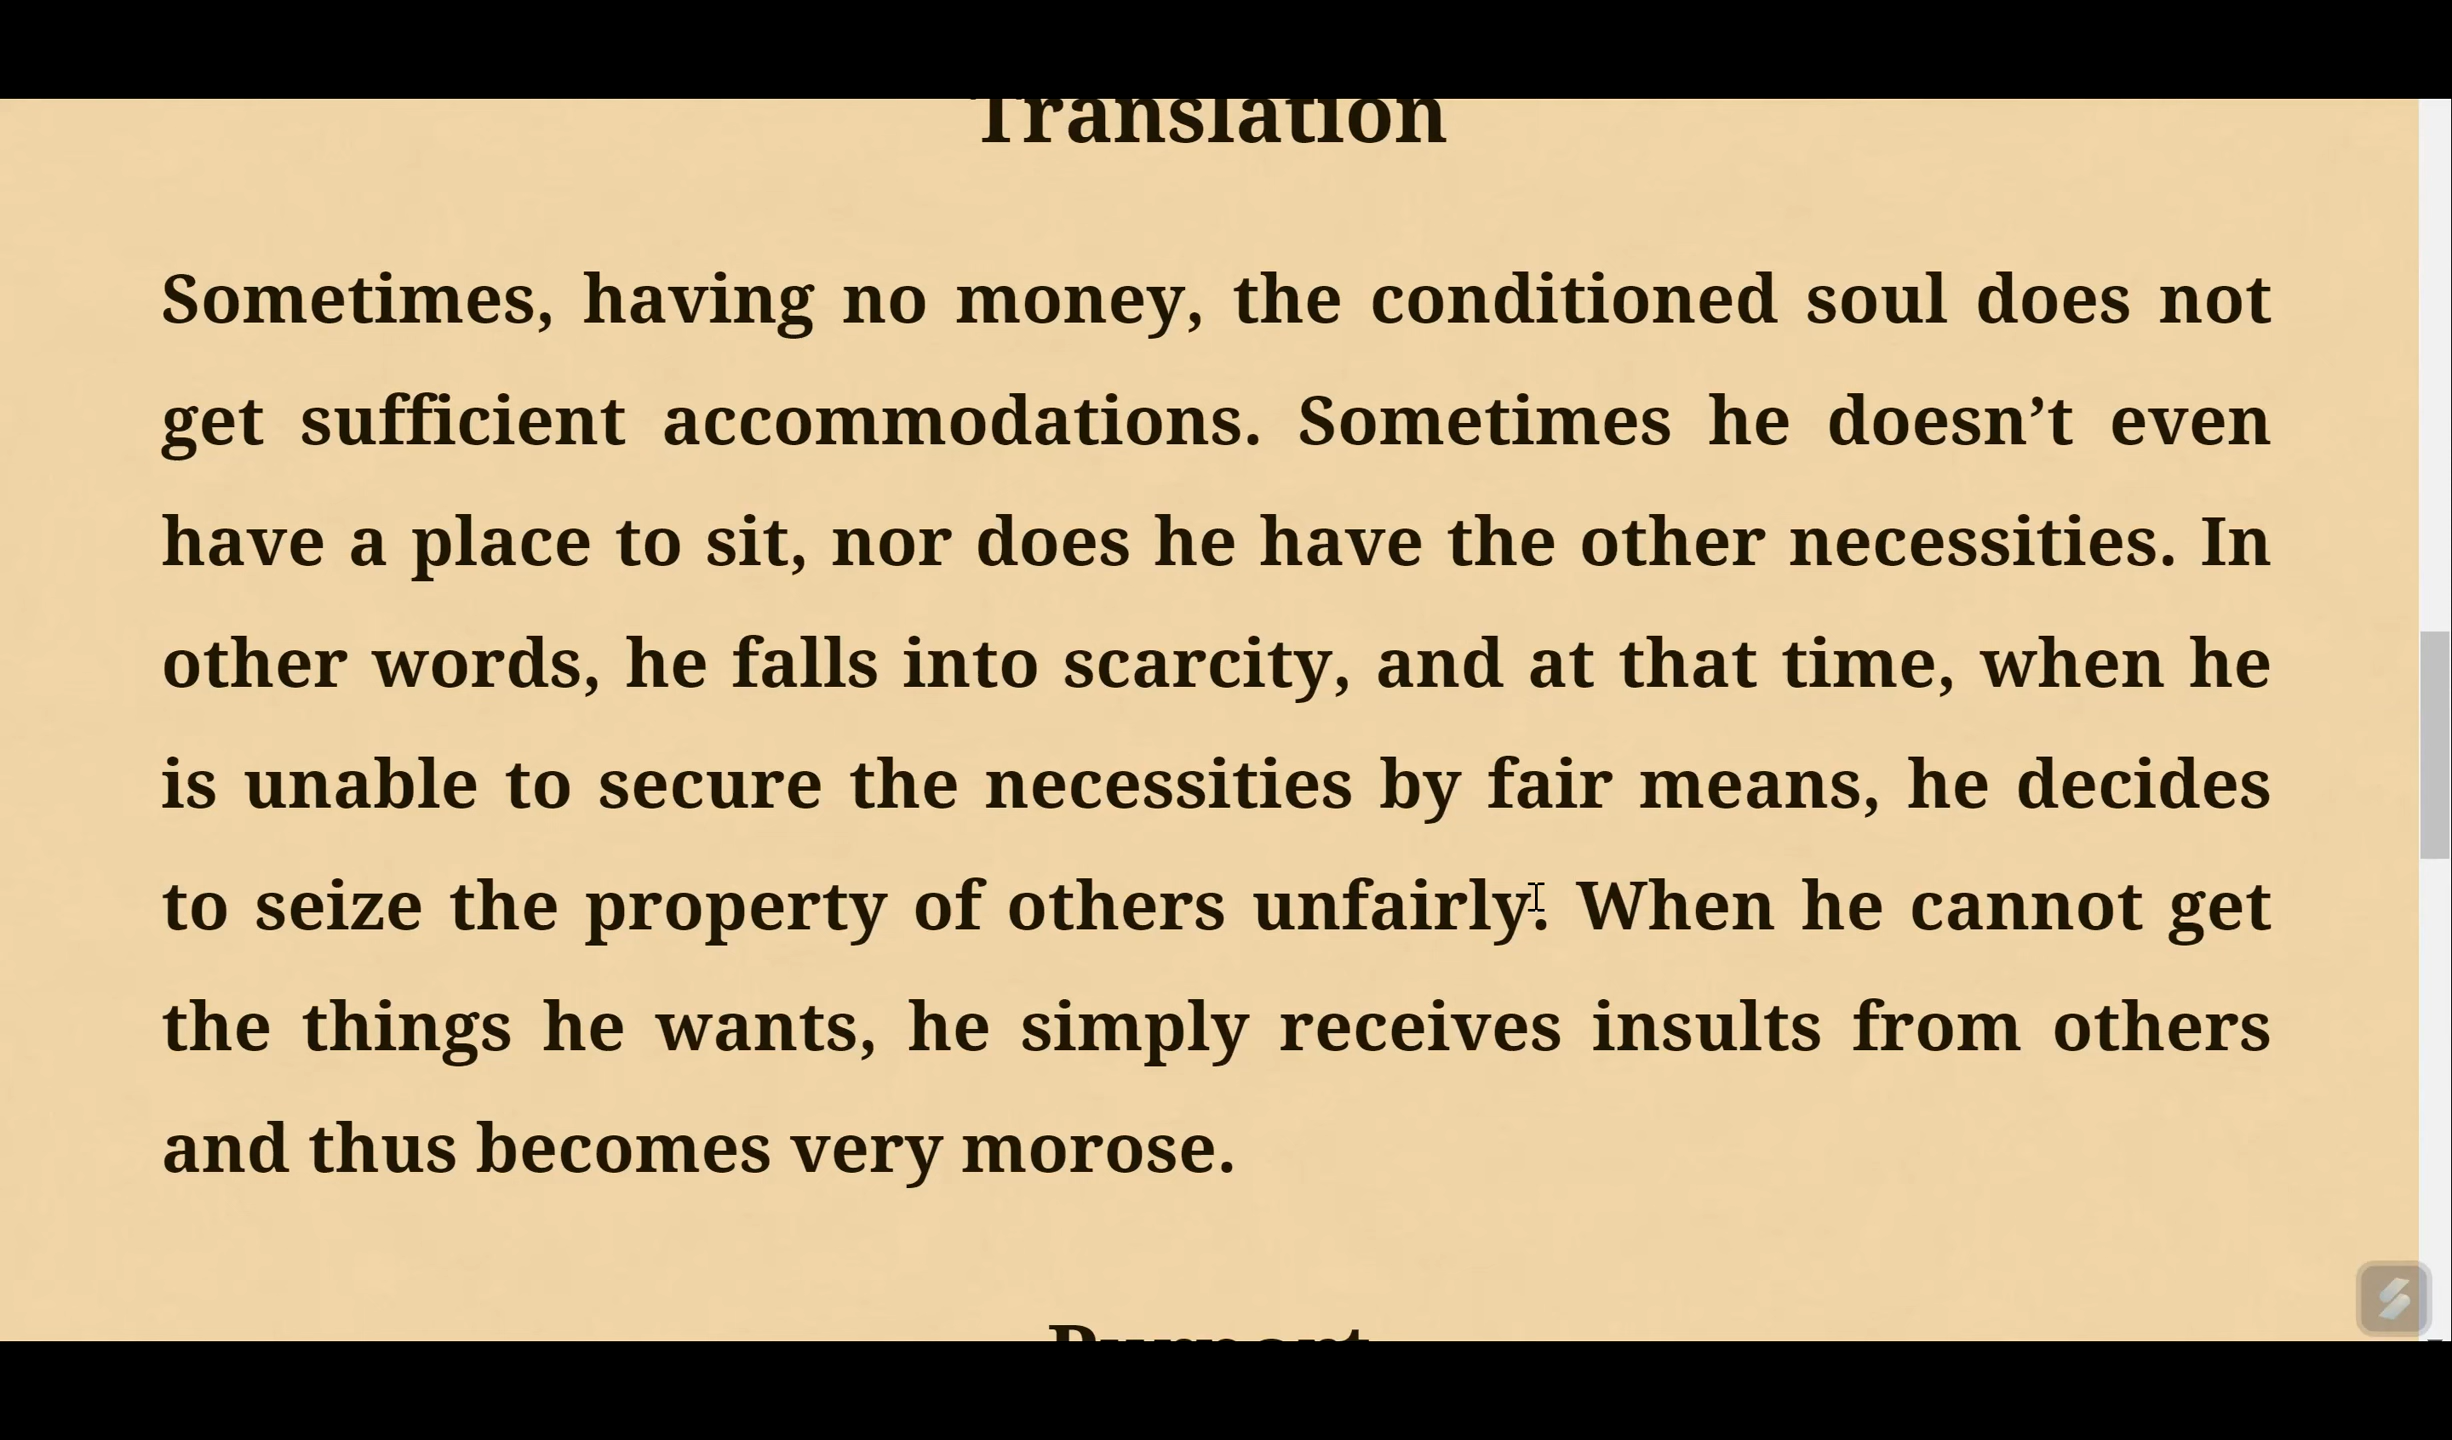 Translation
Sometimes, having no money, the conditioned soul does not
get sufficient accommodations. Sometimes he doesn’t even
have a place to sit, nor does he have the other necessities. In
other words, he falls into scarcity, and at that time, when he
is unable to secure the necessities by fair means, he decides
to seize the property of others unfairly. When he cannot get
the things he wants, he simply receives insults from others
and thus becomes very morose.
Purport